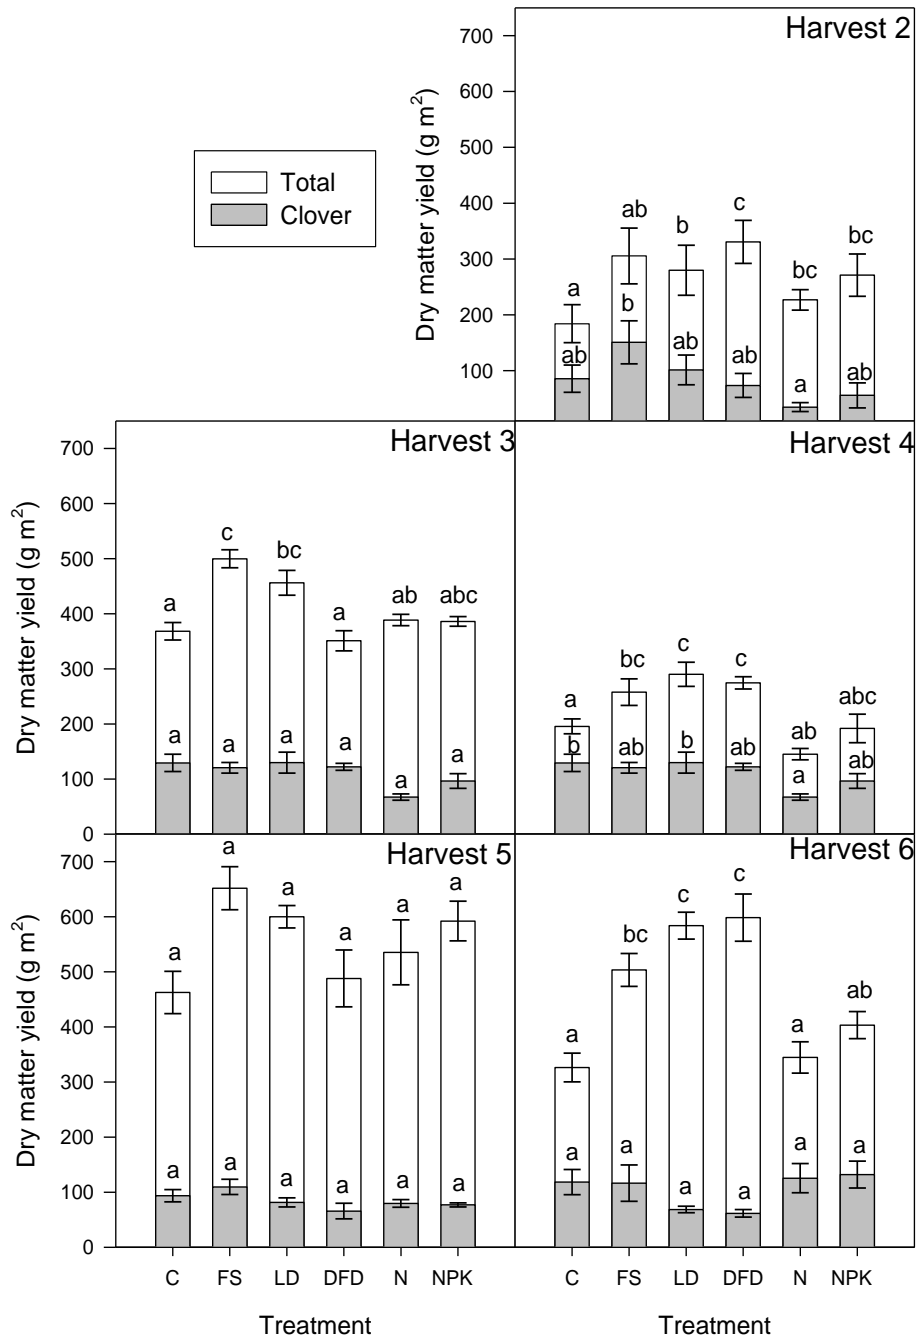 Harvest 2
700
600
500
400
300
200
100
Dry matter yield (g m²)
Total
Clover
a ab b c bc bc
ab b ab ab a ab
Harvest 3
700
600
500
400
300
200
100
0
Dry matter yield (g m²)
a c bc a ab abc
a a a a a a
Harvest 4
a bc c c ab abc
b ab b ab a ab
Harvest 5
700
600
500
400
300
200
100
0
Dry matter yield (g m²)
a a a a a a
a a a a a a
C FS LD DFD N NPK
Treatment
Harvest 6
a bc c c a ab
a a a a a a
C FS LD DFD N NPK
Treatment